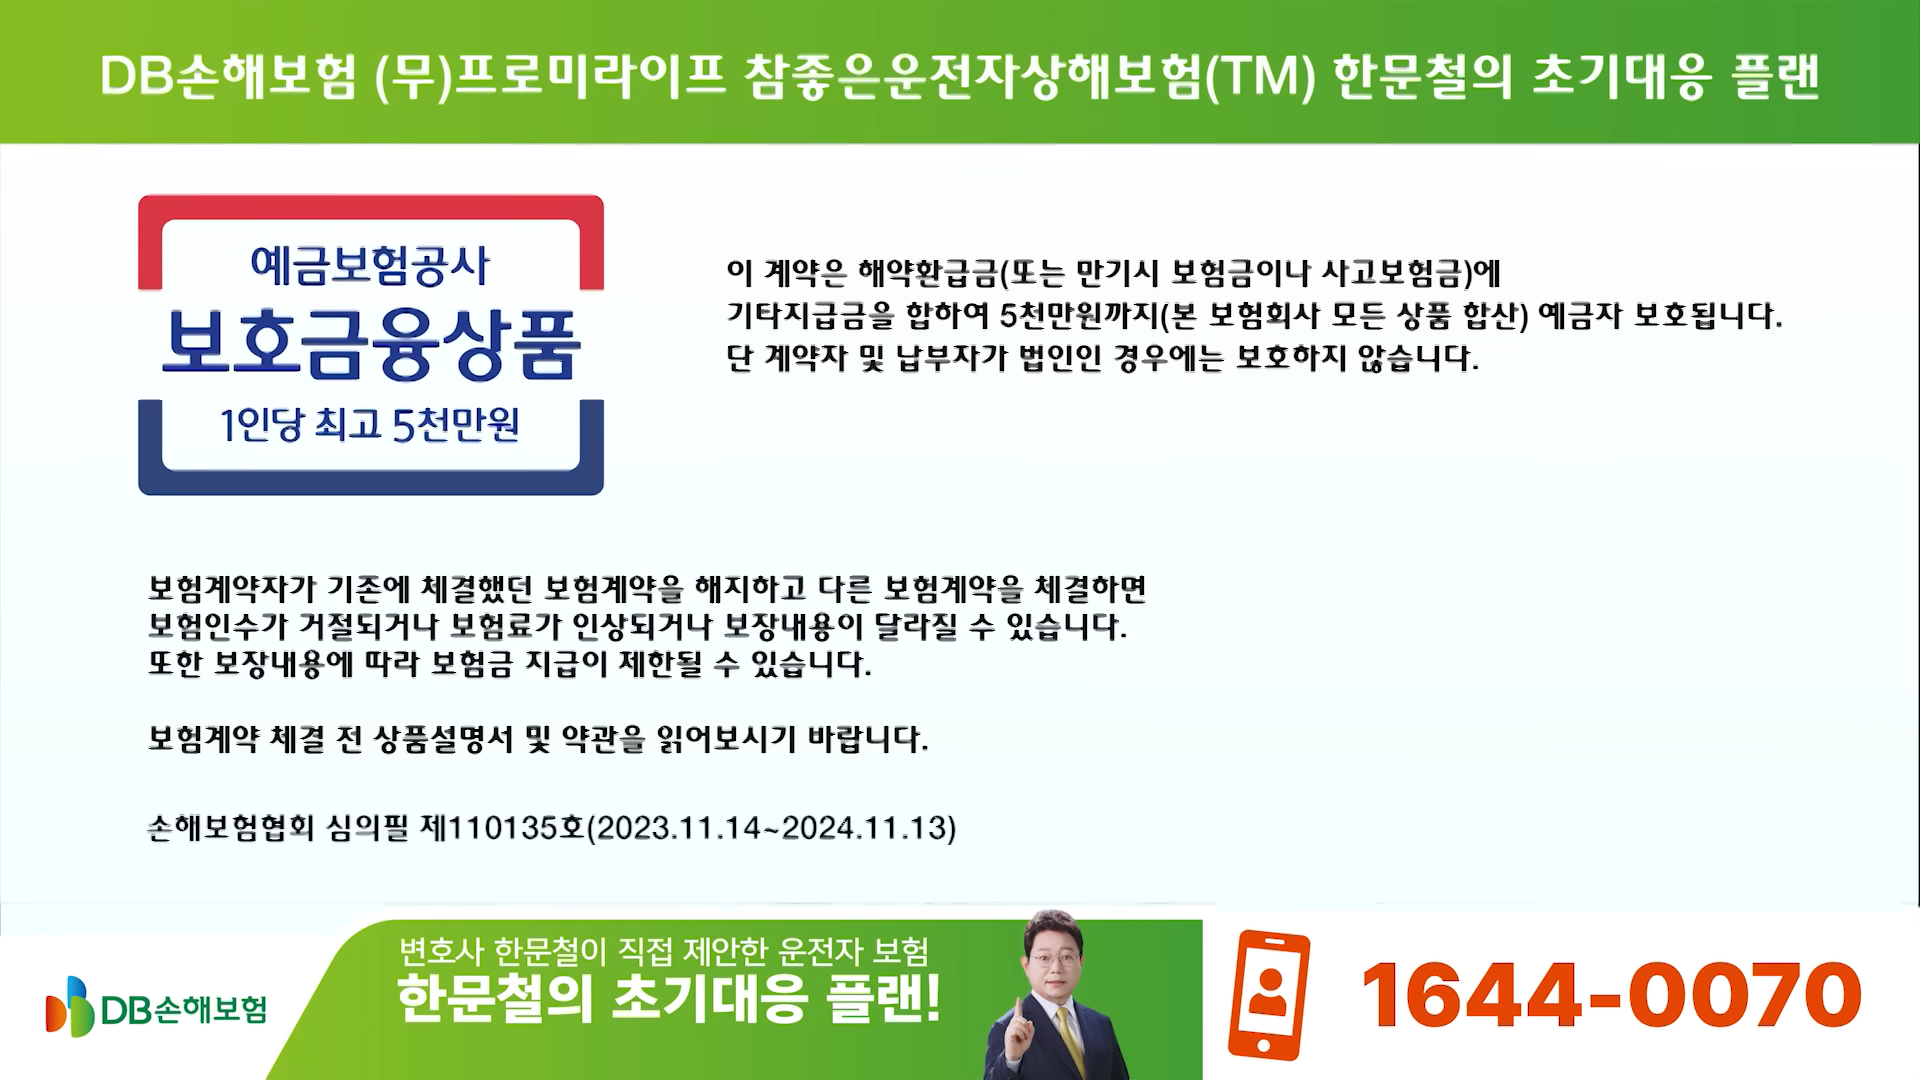 DB손해보험 (무)프로미라이프 참좋은운전자상해보험(TM) 한문철의 초기대응 플랜
예금보험공사
보호금융상품
1인당 최고 5천만원
이 계약은 해약환급금(또는 만기시 보험금이나 사고보험금)에
기타지급금을 합하여 5천만원까지(본 보험회사 모든 상품 합산) 예금자 보호됩니다.
단 계약자 및 납부자가 법인인 경우에는 보호하지 않습니다.
보험계약자가 기존에 체결했던 보험계약을 해지하고 다른 보험계약을 체결하면
보험인수가 거절되거나 보험료가 인상되거나 보장내용이 달라질 수 있습니다.
또한 보장내용에 따라 보험금 지급이 제한될 수 있습니다.
보험계약 체결 전 상품설명서 및 약관을 읽어보시기 바랍니다.
손해보험협회 심의필 제110135호(2023.11.14~2024.11.13)
DB손해보험
변호사 한문철이 직접 제안한 운전자 보험
한문철의 초기대응 플랜!
1644-0070